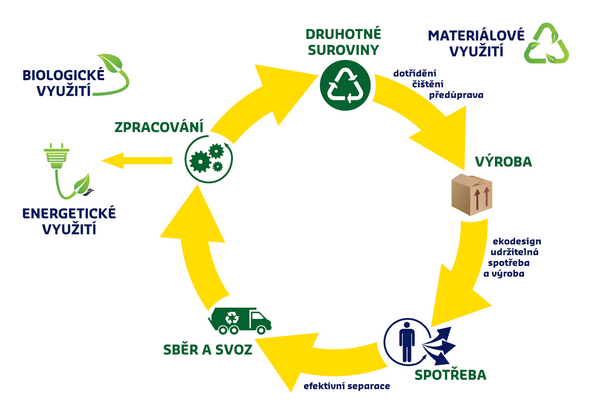 DRUHOTNÉ
SUROVINY
MATERIÁLOVÉ
VYUŽITÍ
dotřídění
čištění
předúprava
BIOLOGICKÉ
VYUŽITÍ
ZPRACOVÁNÍ
VÝROBA
ENERGETICKÉ
VYUŽITÍ
ekodesign
udržitelná
spotřeba
a výroba
SBĚR A SVOZ
SPOTŘEBA
efektivní separace